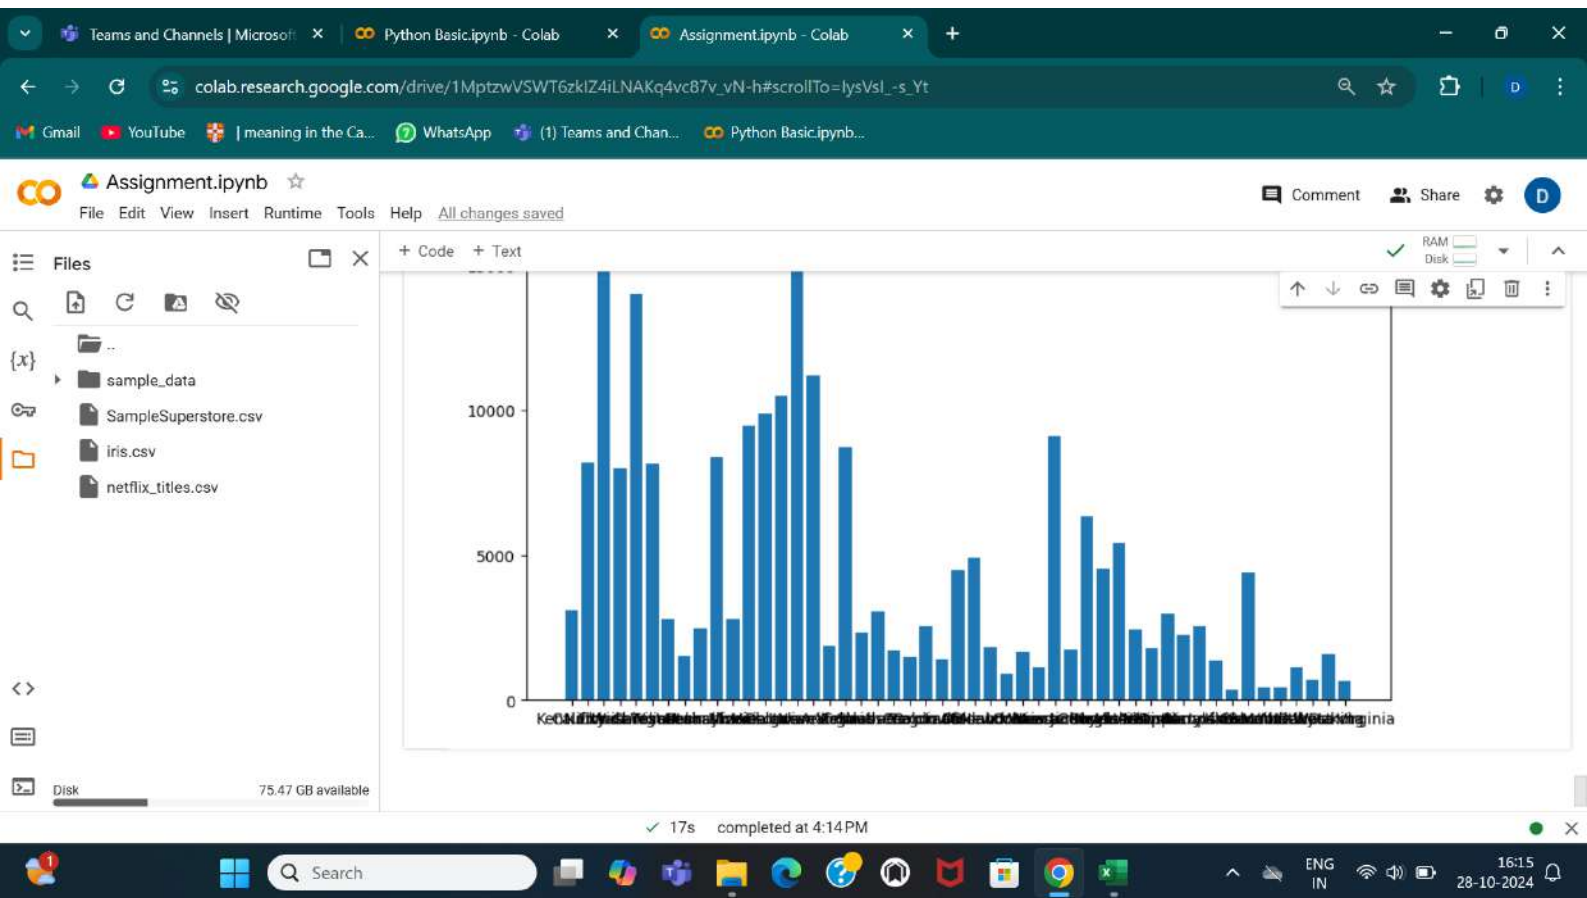 Teams and Channels | Microsoft
Python Basic.ipynb - Colab
Assignment.ipynb - Colab
colab.research.google.com/drive/1MptzwVSWT6zkIZ4iLNAKq4vc87v_vN-h#scrollTo=lysVsl_-s_Yt
Gmail
YouTube
| meaning in the Ca...
WhatsApp
(1) Teams and Chan...
Python Basic.ipynb...
CO
Assignment.ipynb
Comment
Share
D
File Edit View Insert Runtime Tools Help All changes saved
Files
+ Code + Text
RAM
Disk
{x}
..
sample_data
SampleSuperstore.csv
iris.csv
netflix_titles.csv
10000
5000
0
Disk 75.47 GB available
17s completed at 4:14 PM
1
Search
ENG
IN
16:15
28-10-2024